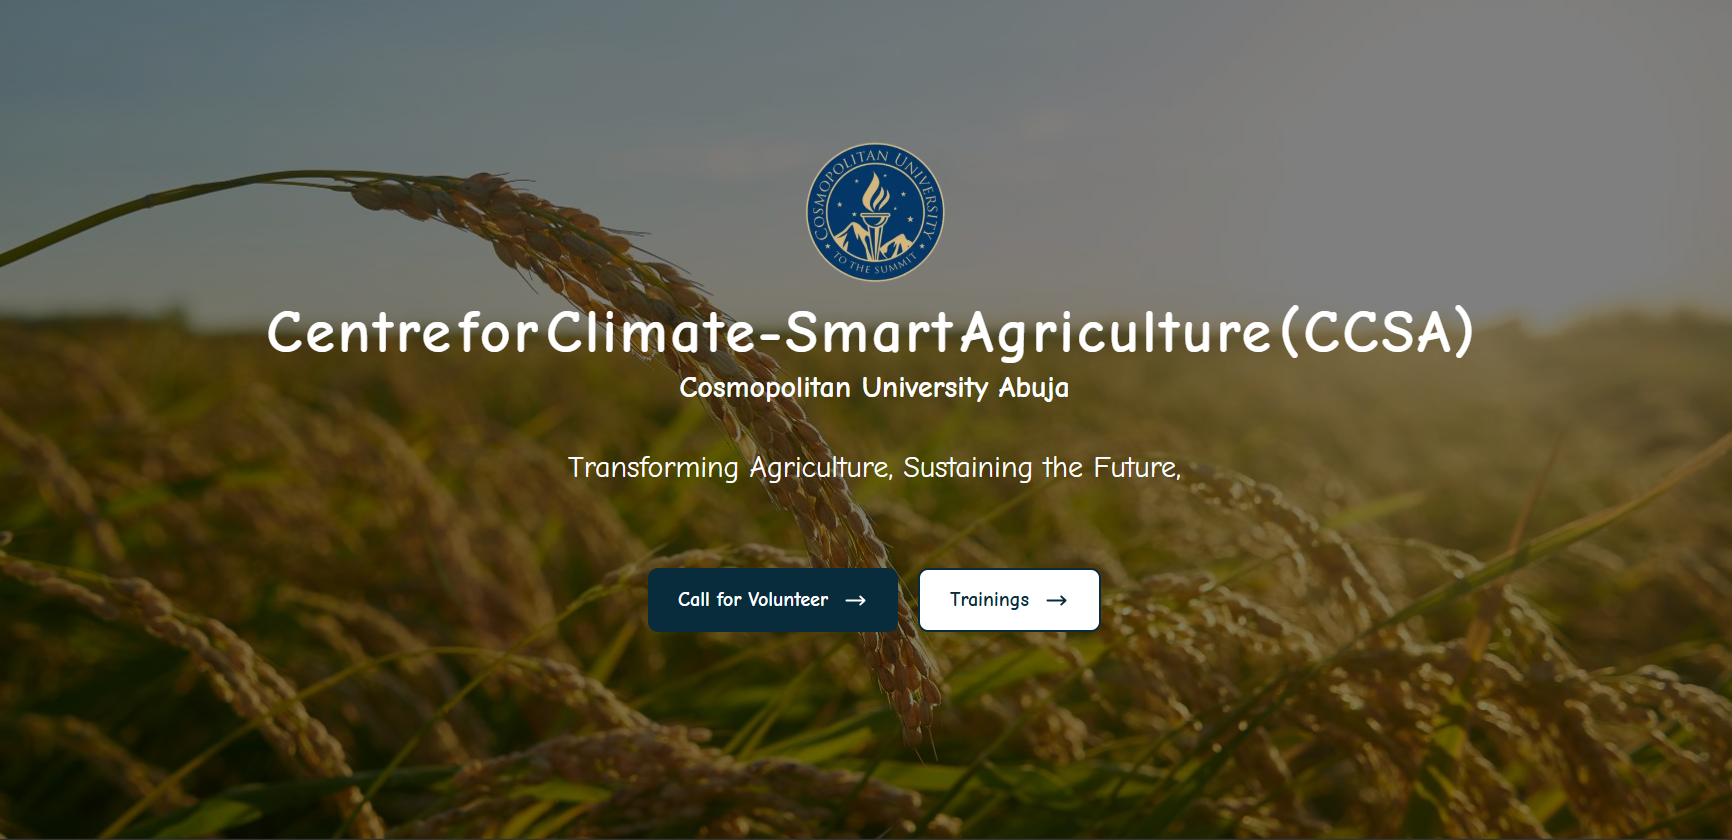 COSMOPOLITAN UNIVERSITY
TO THE SUMMIT
Centre for Climate-Smart Agriculture (CCSA)
Cosmopolitan University Abuja
Transforming Agriculture, Sustaining the Future,
Call for Volunteer →
Trainings →